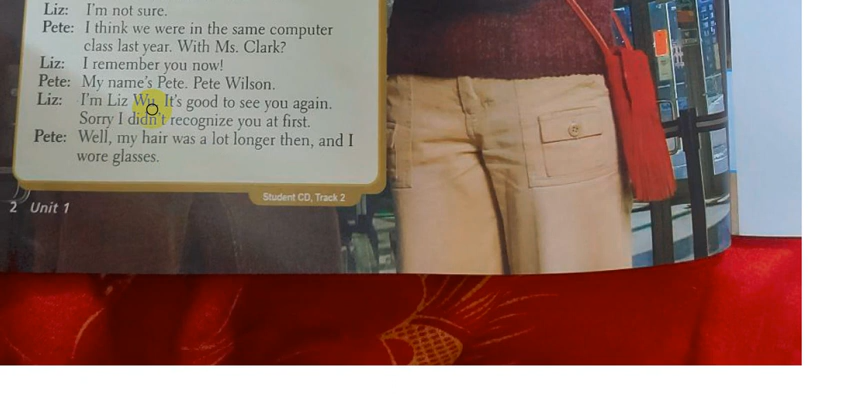 Liz: I'm not sure.
Pete: I think we were in the same computer
class last year. With Ms. Clark?
Liz: I remember you now!
Pete: My name's Pete. Pete Wilson.
Liz: I'm Liz Wu. It's good to see you again.
Sorry I didn't recognize you at first.
Pete: Well, my hair was a lot longer then, and I
wore glasses.
Student CD, Track 2
2 Unit 1